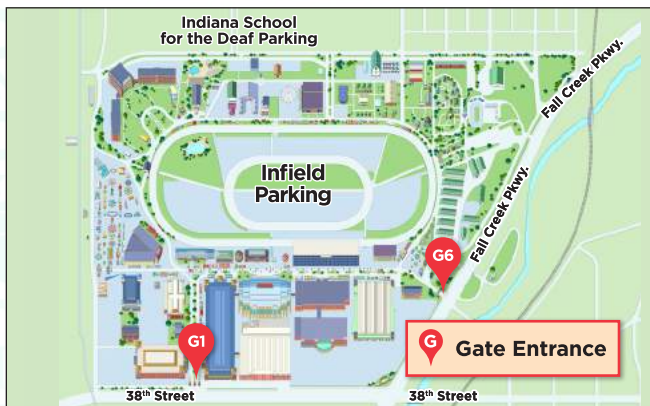 Indiana School
for the Deaf Parking
Fall Creek Pkwy.
Infield
Parking
Fall Creek Pkwy.
G6
G1
G Gate Entrance
38th Street
38th Street